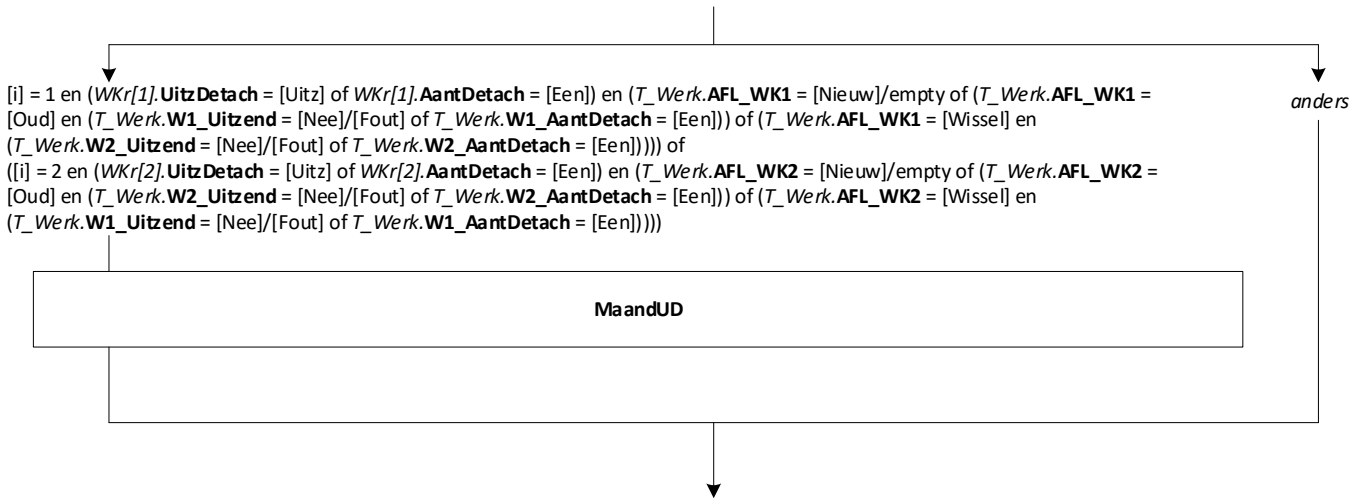 [i] = 1 en (WKr[1].UitzDetach = [Uitz] of WKr[1].AantDetach = [Een]) en (T_Werk.AFL_WK1 = [Nieuw]/empty of (T_Werk.AFL_WK1 =
anders
[Oud] en (T_Werk.W1_Uitzend = [Nee]/[Fout] of T_Werk.W1_AantDetach = [Een])) of (T_Werk.AFL_WK1 = [Wissel] en
(T_Werk.W2_Uitzend = [Nee]/[Fout] of T_Werk.W2_AantDetach = [Een])))) of
([i] = 2 en (WKr[2].UitzDetach = [Uitz] of WKr[2].AantDetach = [Een]) en (T_Werk.AFL_WK2 = [Nieuw]/empty of (T_Werk.AFL_WK2 =
[Oud] en (T_Werk.W2_Uitzend = [Nee]/[Fout] of T_Werk.W2_AantDetach = [Een])) of (T_Werk.AFL_WK2 = [Wissel] en
(T_Werk.W1_Uitzend = [Nee]/[Fout] of T_Werk.W1_AantDetach = [Een]))))
MaandUD